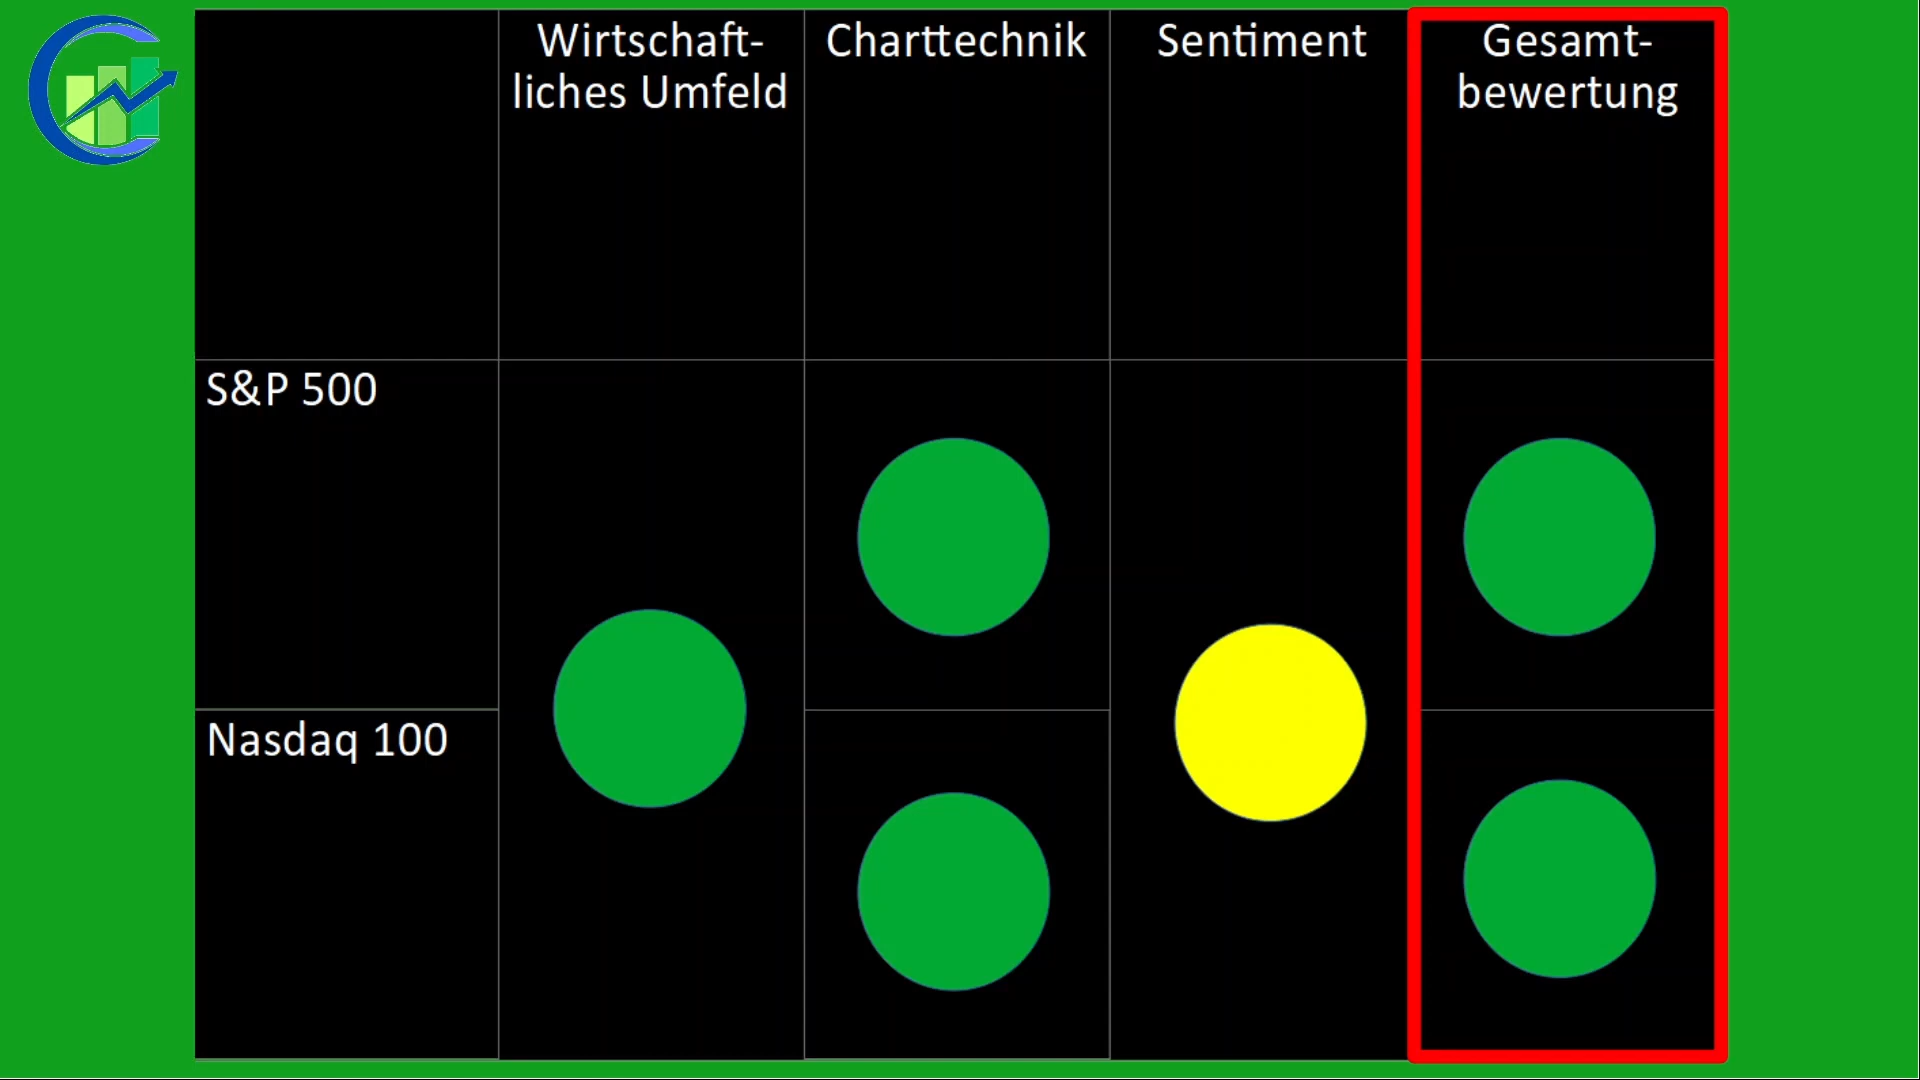 Wirtschaft-
liches Umfeld
Charttechnik
Sentiment
Gesamt-
bewertung
S&P 500
Nasdaq 100